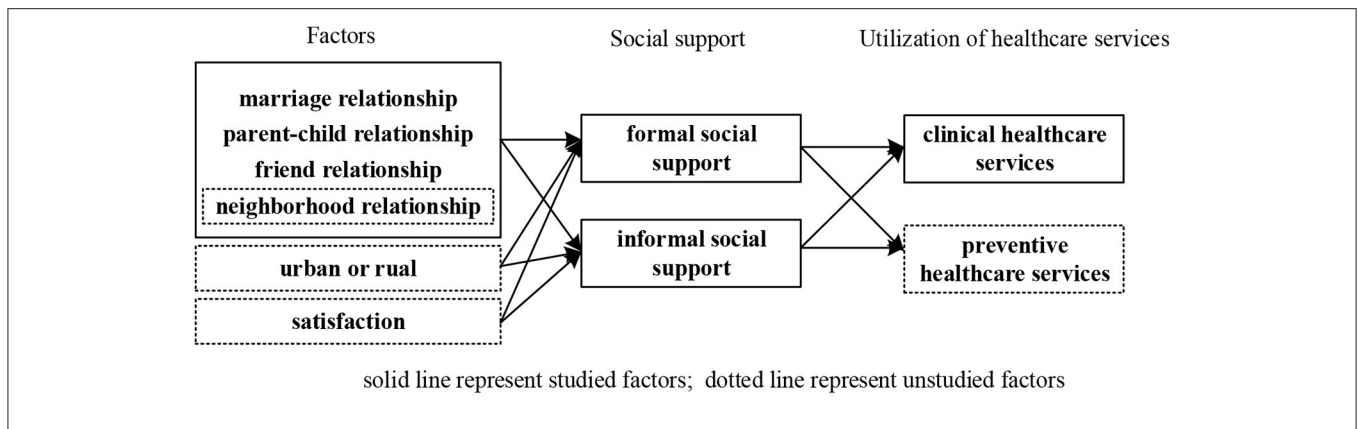 Factors
Social support
Utilization of healthcare services
marriage relationship
parent-child relationship
friend relationship
neighborhood relationship
urban or rual
satisfaction
formal social
support
informal social
support
clinical healthcare
services
preventive
healthcare services
solid line represent studied factors;  dotted line represent unstudied factors